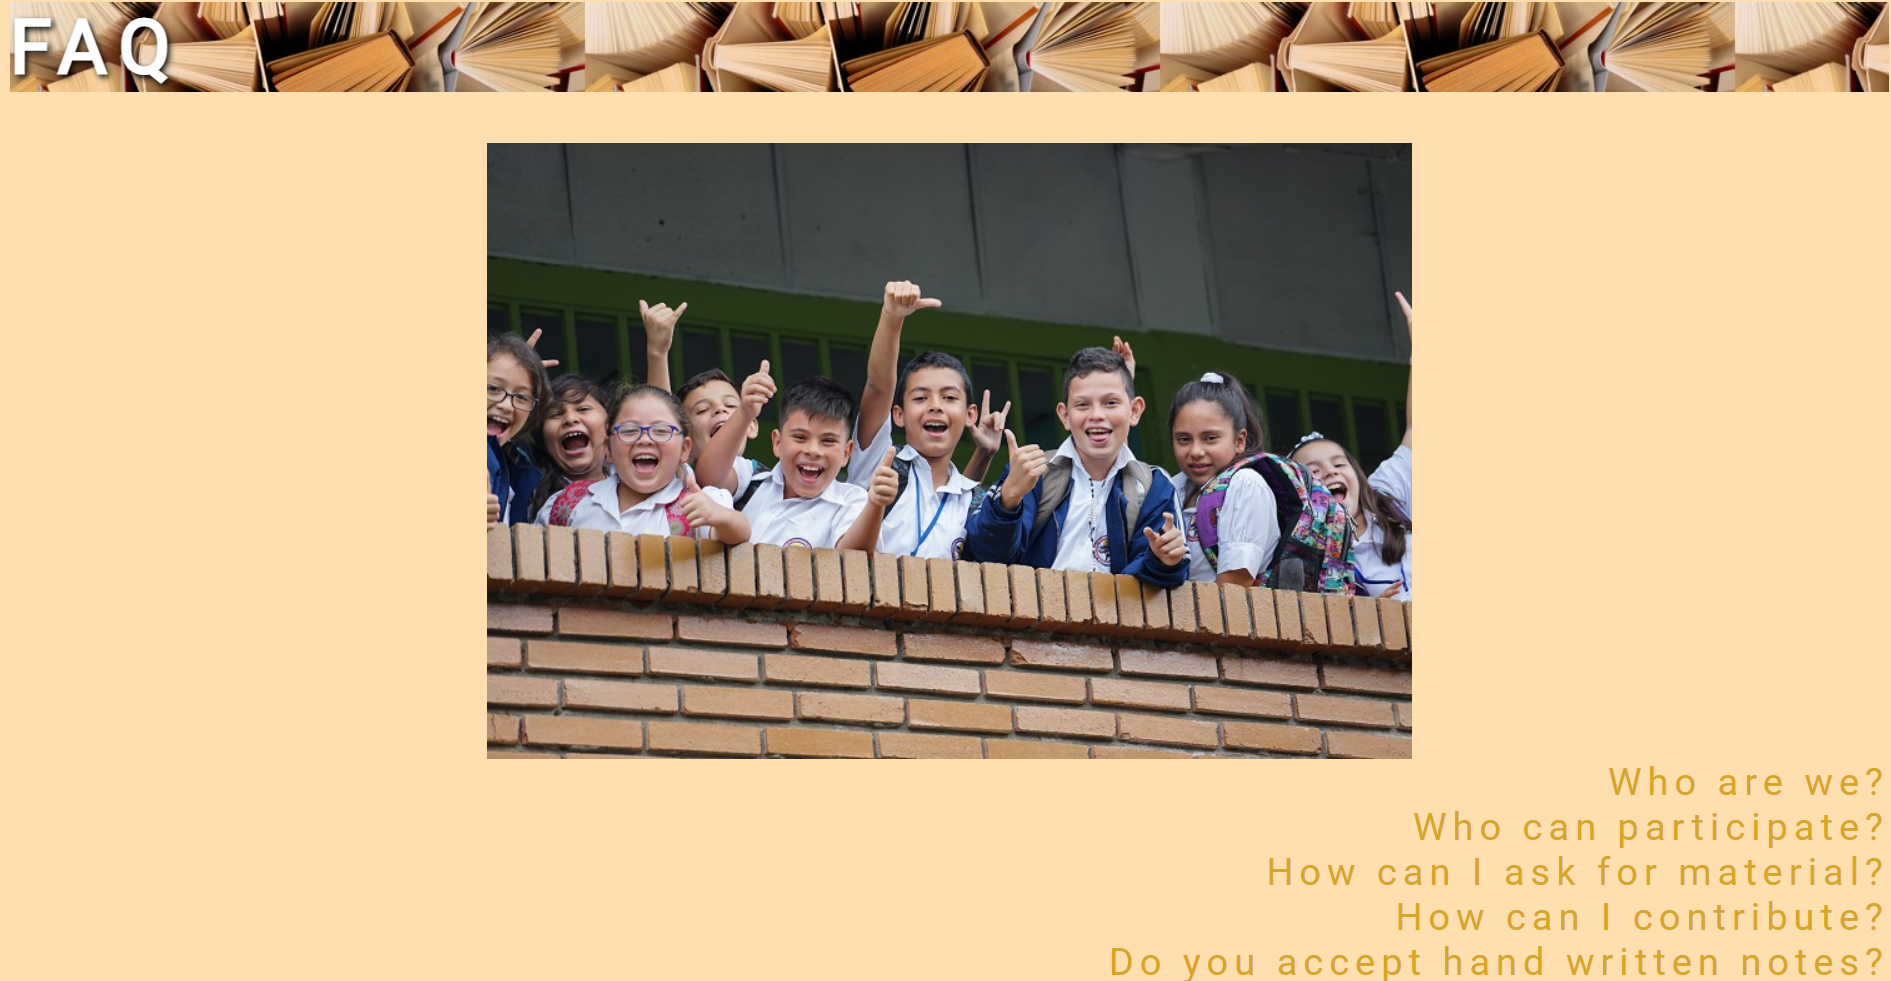 FAQ
Who are we?
Who can participate?
How can I ask for material?
How can I contribute?
Do you accept hand written notes?